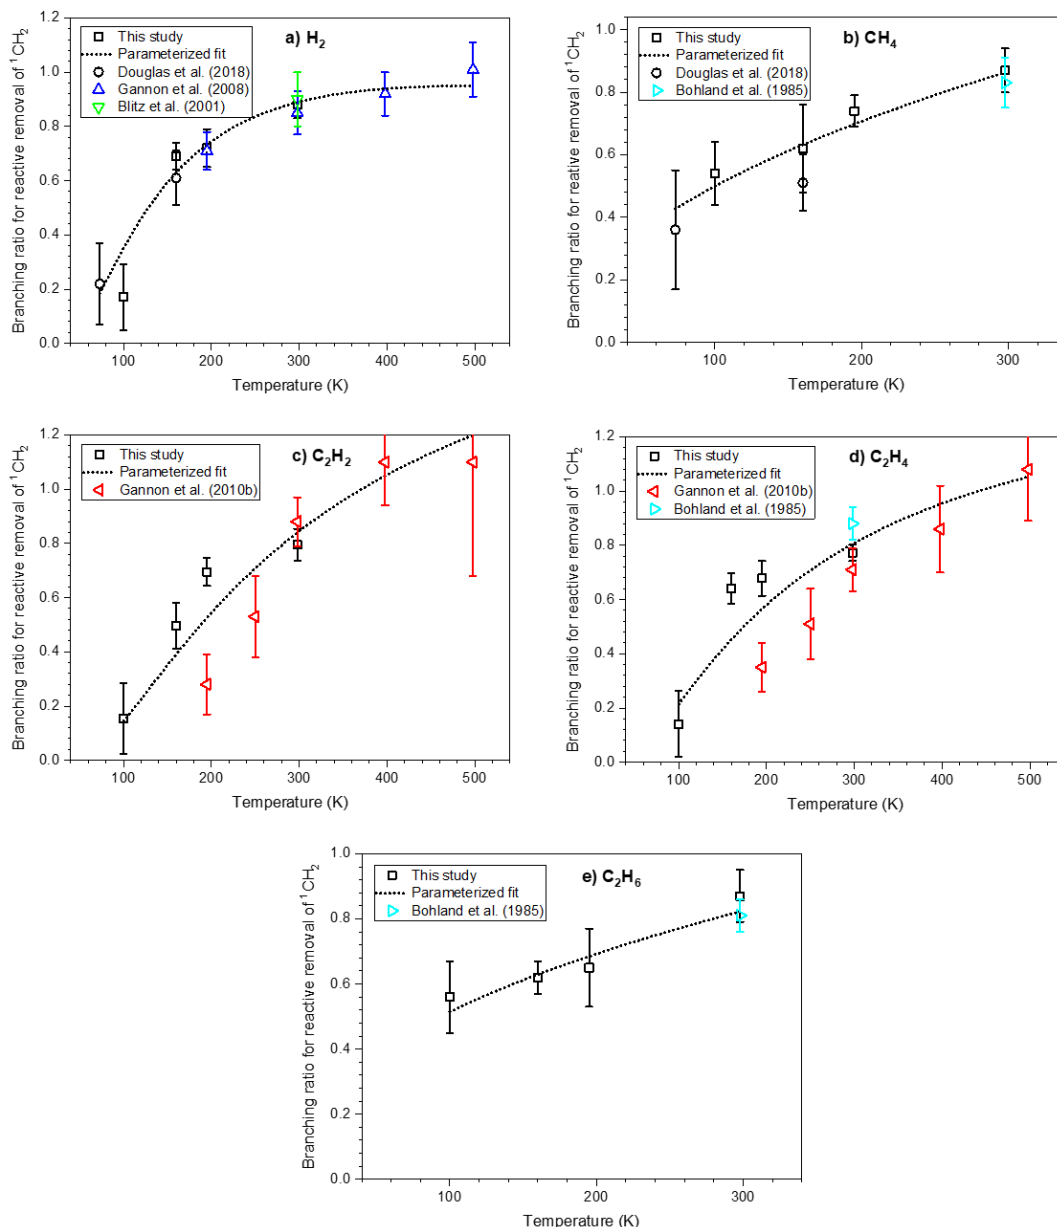 a) H2
This study
Parameterized fit
Douglas et al. (2018)
Gannon et al. (2008)
Blitz et al. (2001)
Branching ratio for reactive removal of 1CH2
1.2
1.0
0.8
0.6
0.4
0.2
0.0
100
200
300
400
500
Temperature (K)
b) CH4
This study
Parameterized fit
Douglas et al. (2018)
Bohland et al. (1985)
Branching ratio for reative removal of 1CH2
1.0
0.8
0.6
0.4
0.2
0.0
100
200
300
Temperature (K)
c) C2H2
This study
Parameterized fit
Gannon et al. (2010b)
Branching ratio for reactive removal of 1CH2
1.2
1.0
0.8
0.6
0.4
0.2
0.0
100
200
300
400
500
Temperature (K)
d) C2H4
This study
Parameterized fit
Gannon et al. (2010b)
Bohland et al. (1985)
Branching ratio for reactive removal of 1CH2
1.2
1.0
0.8
0.6
0.4
0.2
0.0
100
200
300
400
500
Temperature (K)
e) C2H6
This study
Parameterized fit
Bohland et al. (1985)
Branching ratio for reactive removal of 1CH2
1.0
0.8
0.6
0.4
0.2
0.0
100
200
300
Temperature (K)